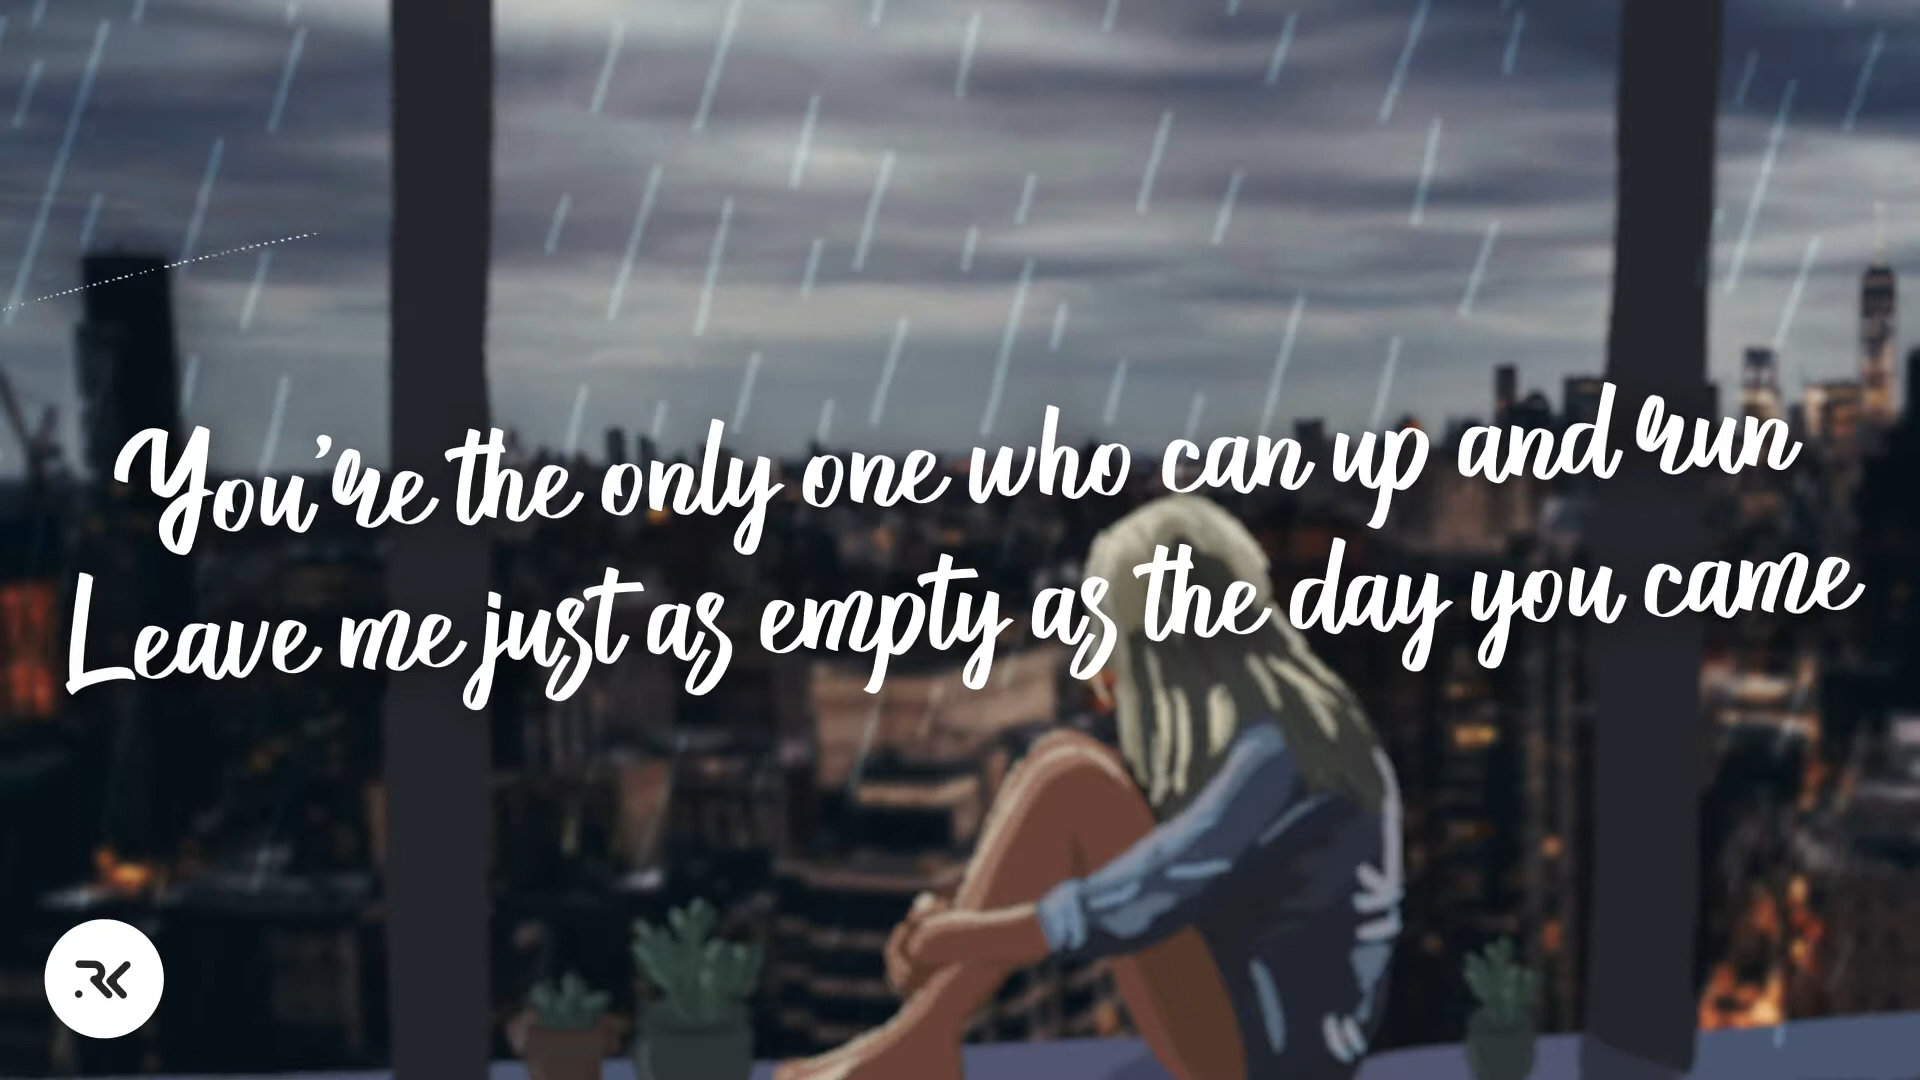 You're the only one who can up and run
Leave me just as empty as the day you came
RK